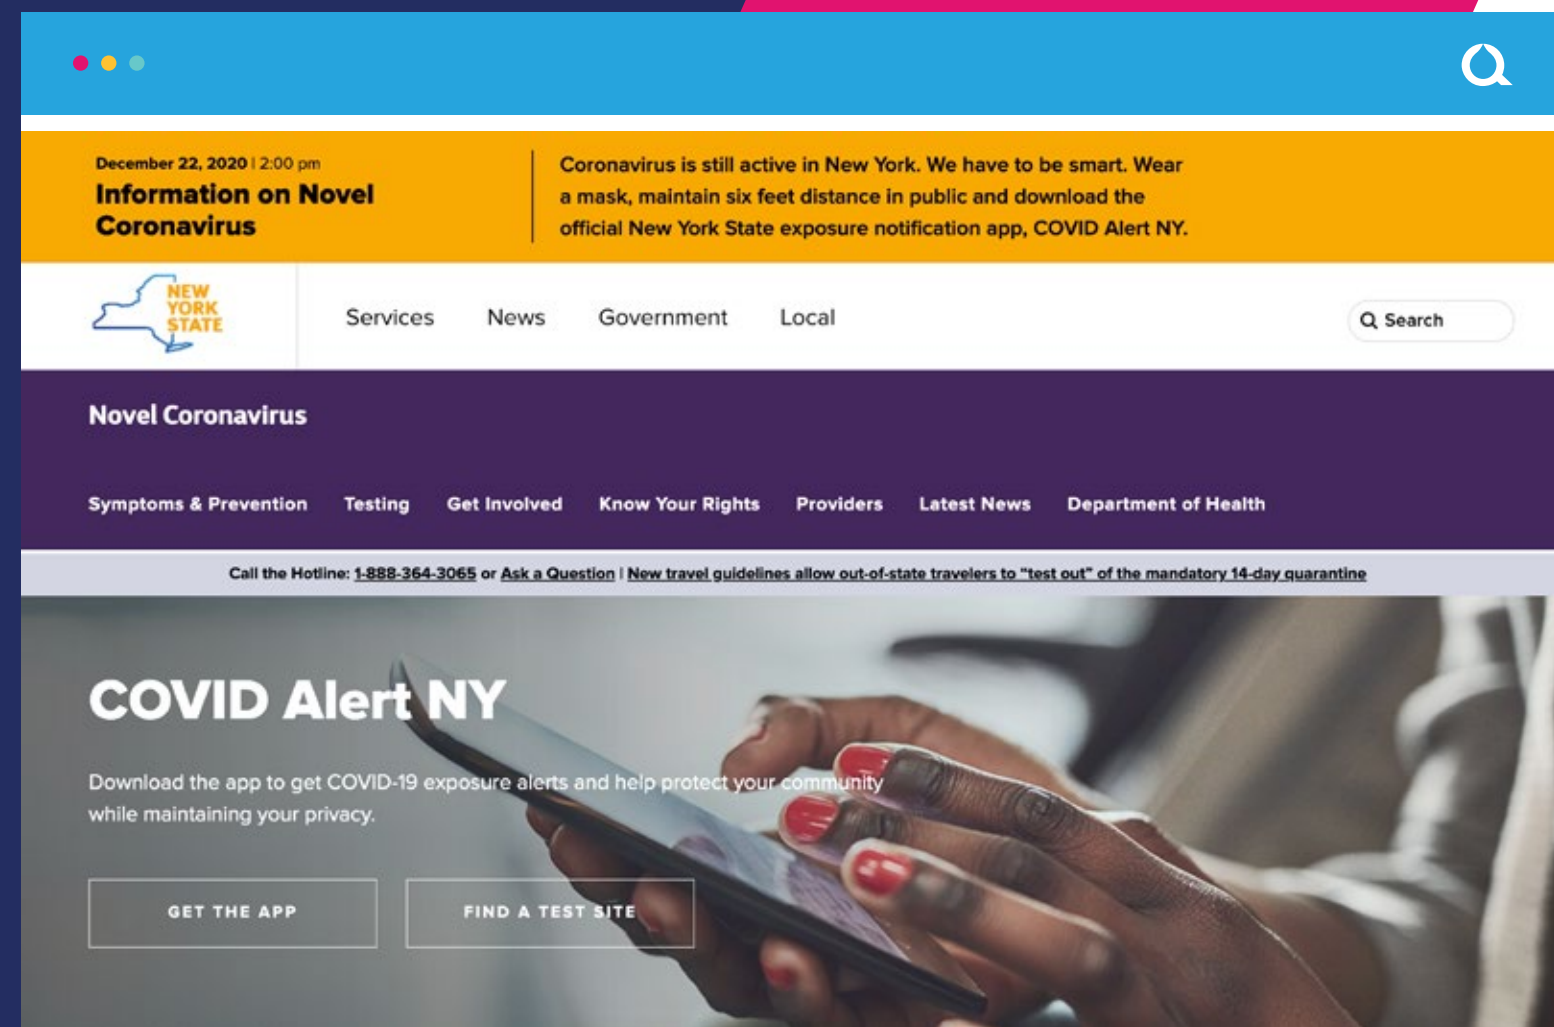 December 22, 2020 | 2:00 pm
Information on Novel
Coronavirus
Coronavirus is still active in New York. We have to be smart. Wear
a mask, maintain six feet distance in public and download the
official New York State exposure notification app, COVID Alert NY.
NEW
YORK
STATE
Services News Government Local
Search
Novel Coronavirus
Symptoms & Prevention Testing Get Involved Know Your Rights Providers Latest News Department of Health
Call the Hotline: 1-888-364-3065 or Ask a Question | New travel guidelines allow out-of-state travelers to "test out" of the mandatory 14-day quarantine
COVID Alert NY
Download the app to get COVID-19 exposure alerts and help protect your community
while maintaining your privacy.
GET THE APP
FIND A TEST SITE